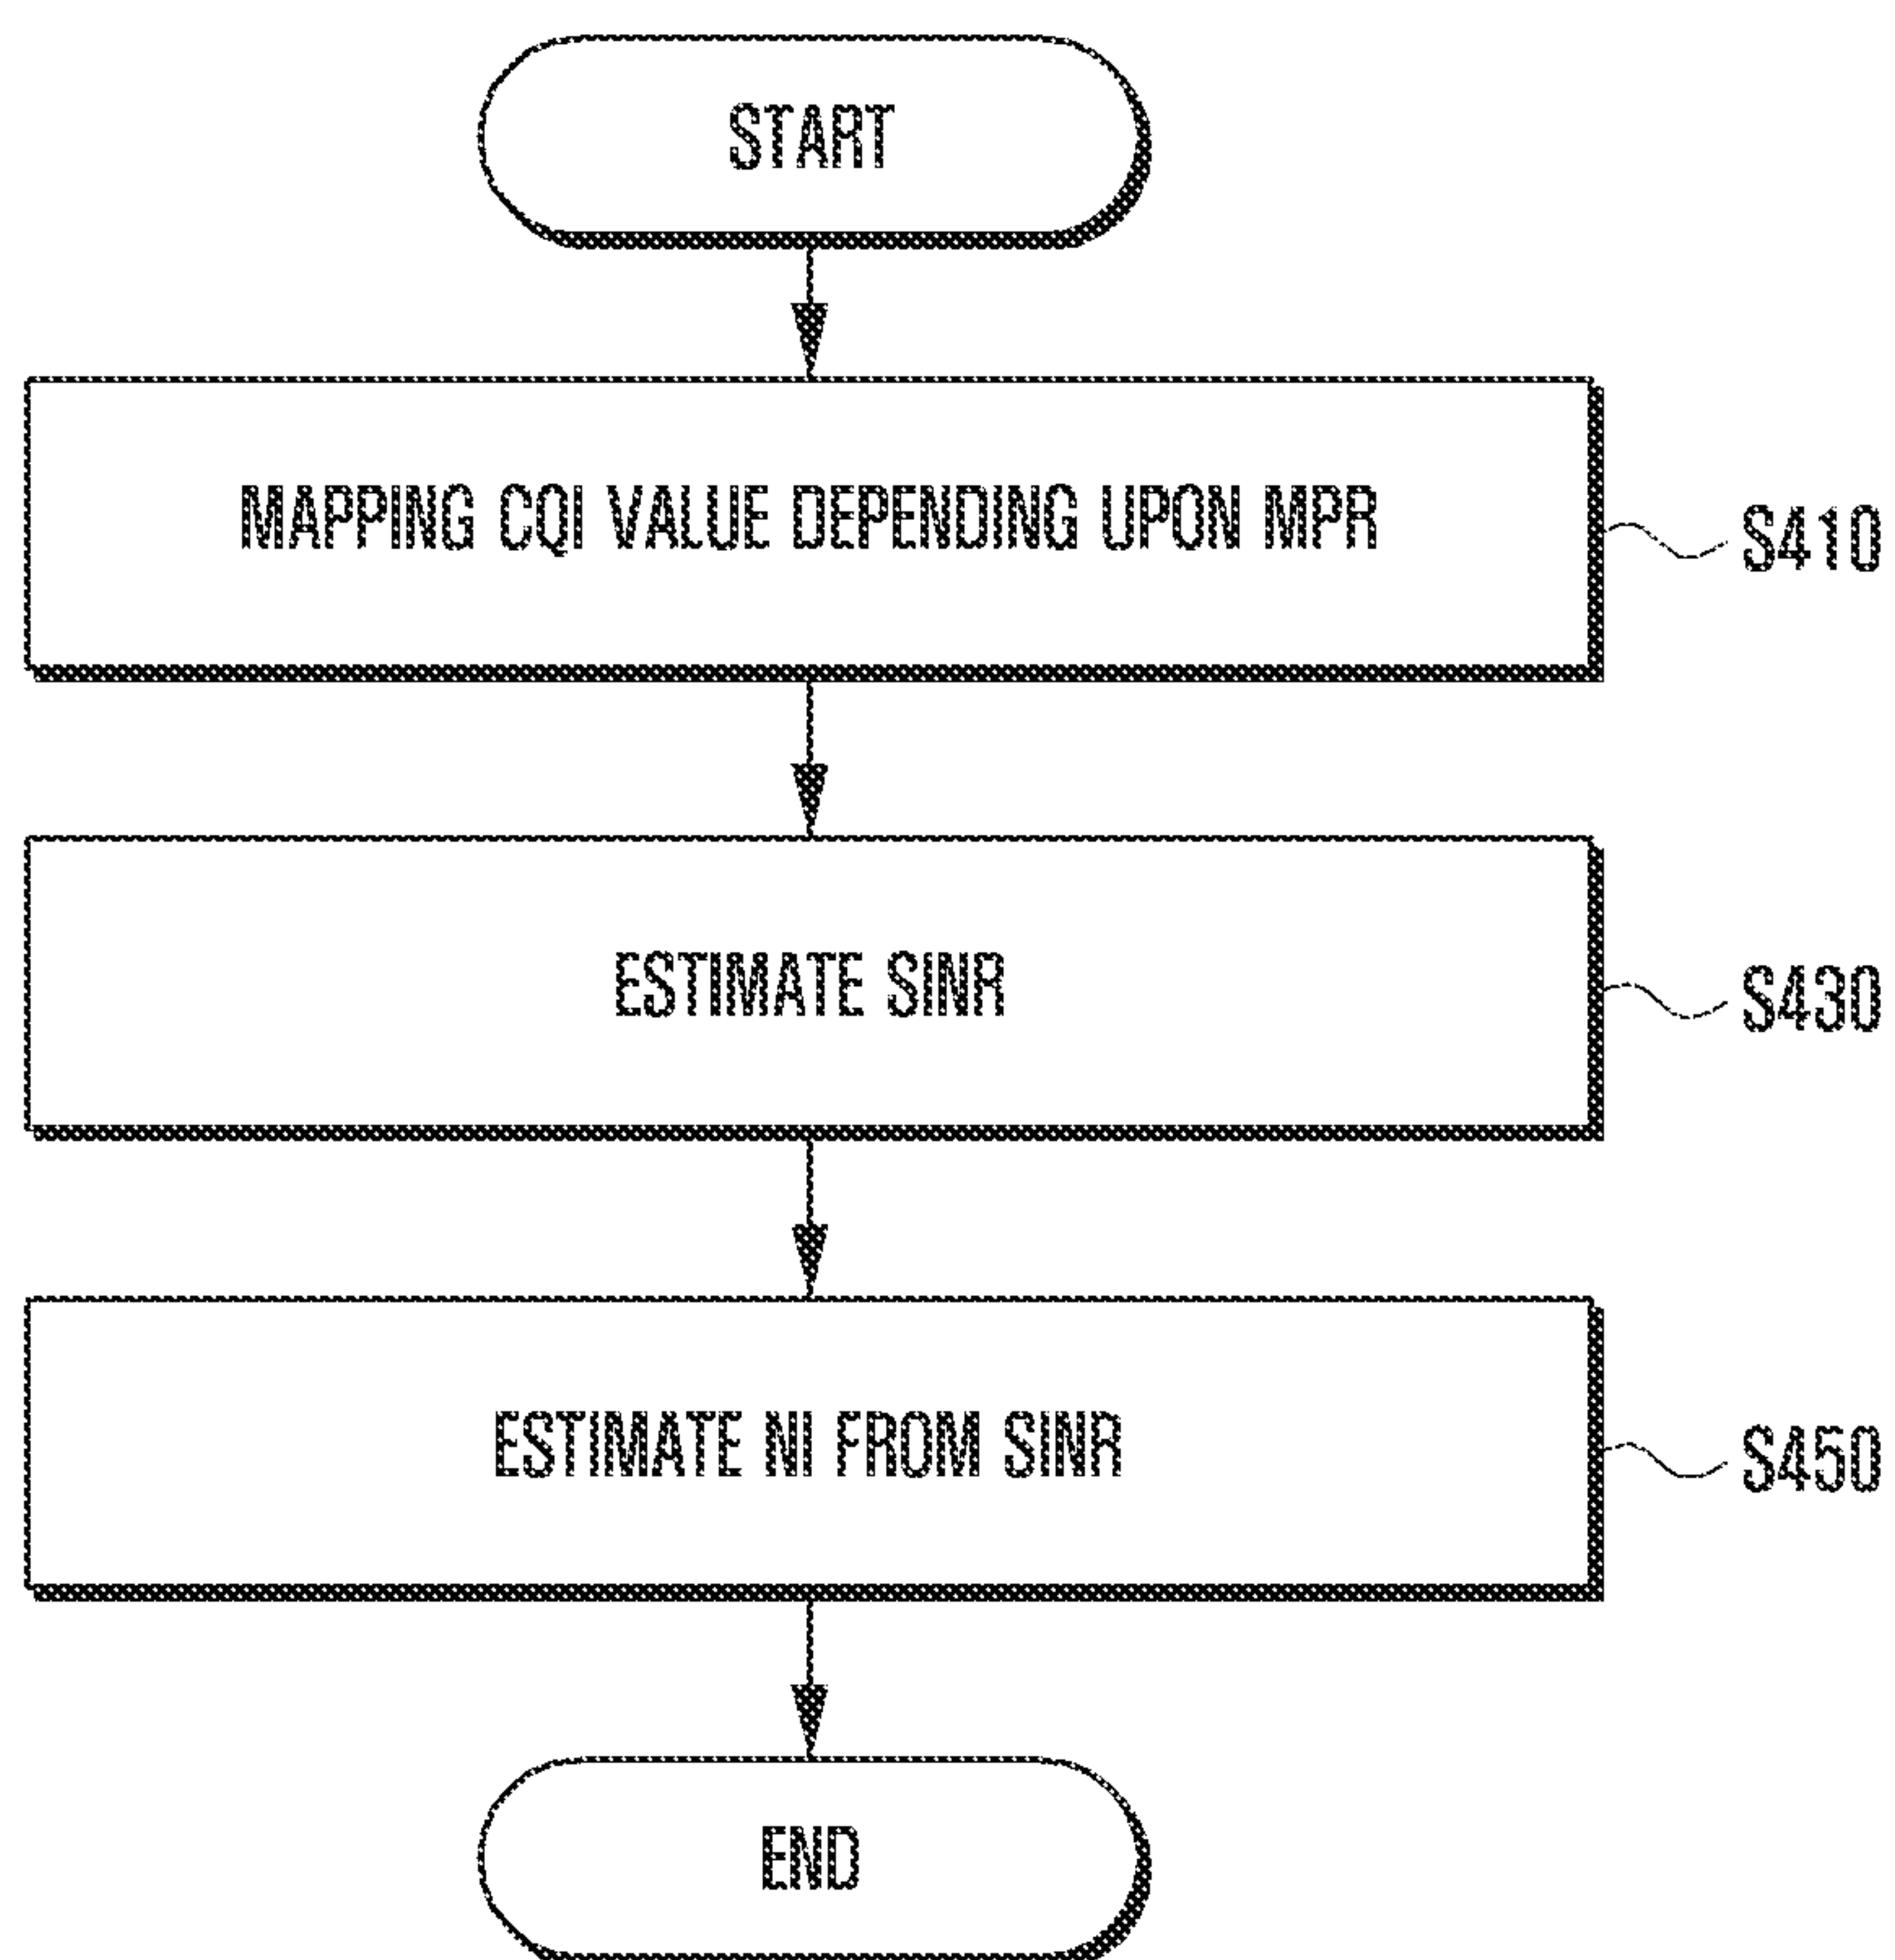 START
MAPPING CQI VALUE DEPENDING UPON MPR
S410
ESTIMATE SINR
S430
ESTIMATE NI FROM SINR
S450
END